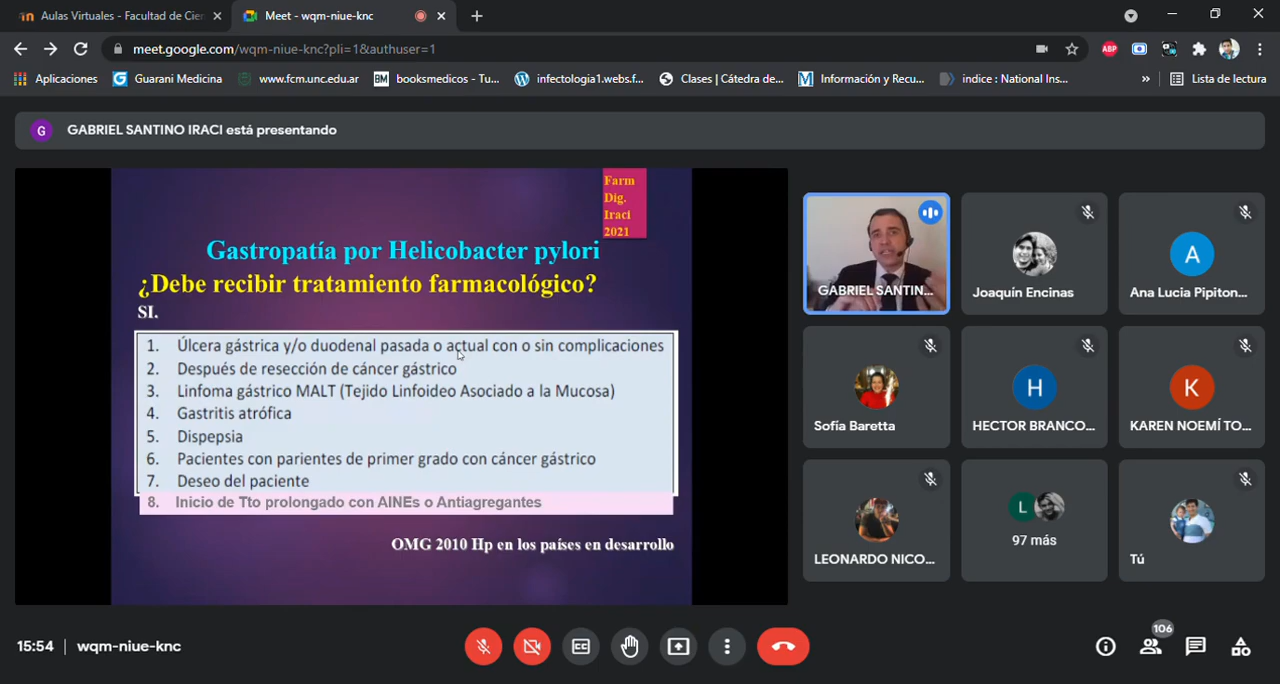 Aulas Virtuales - Facultad de Cier
Meet - wqm-niue-knc
meet.google.com/wqm-niue-knc?pli=1&authuser=1
ABP
Aplicaciones
Guarani Medicina
www.fcm.unc.edu.ar
BM booksmedicos - Tu...
infectologia1.webs.f...
Clases | Cátedra de...
Información y Recu...
indice : National Ins...
»
Lista de lectura
G GABRIEL SANTINO IRACI está presentando
Farm
Dig.
Iraci
2021
Gastropatía por Helicobacter pylori
¿Debe recibir tratamiento farmacológico?
SI.
1. Úlcera gástrica y/o duodenal pasada o actual con o sin complicaciones
2. Después de resección de cáncer gástrico
3. Linfoma gástrico MALT (Tejido Linfoideo Asociado a la Mucosa)
4. Gastritis atrófica
5. Dispepsia
6. Pacientes con parientes de primer grado con cáncer gástrico
7. Deseo del paciente
8. Inicio de Tto prolongado con AINEs o Antiagregantes
OMG 2010 Hp en los países en desarrollo
GABRIEL SANTIN...
Joaquín Encinas
A
Ana Lucia Pipiton...
Sofía Baretta
H
HECTOR BRANCO...
K
KAREN NOEMÍ TO...
LEONARDO NICO...
L
97 más
Tú
15:54 | wqm-niue-knc
106